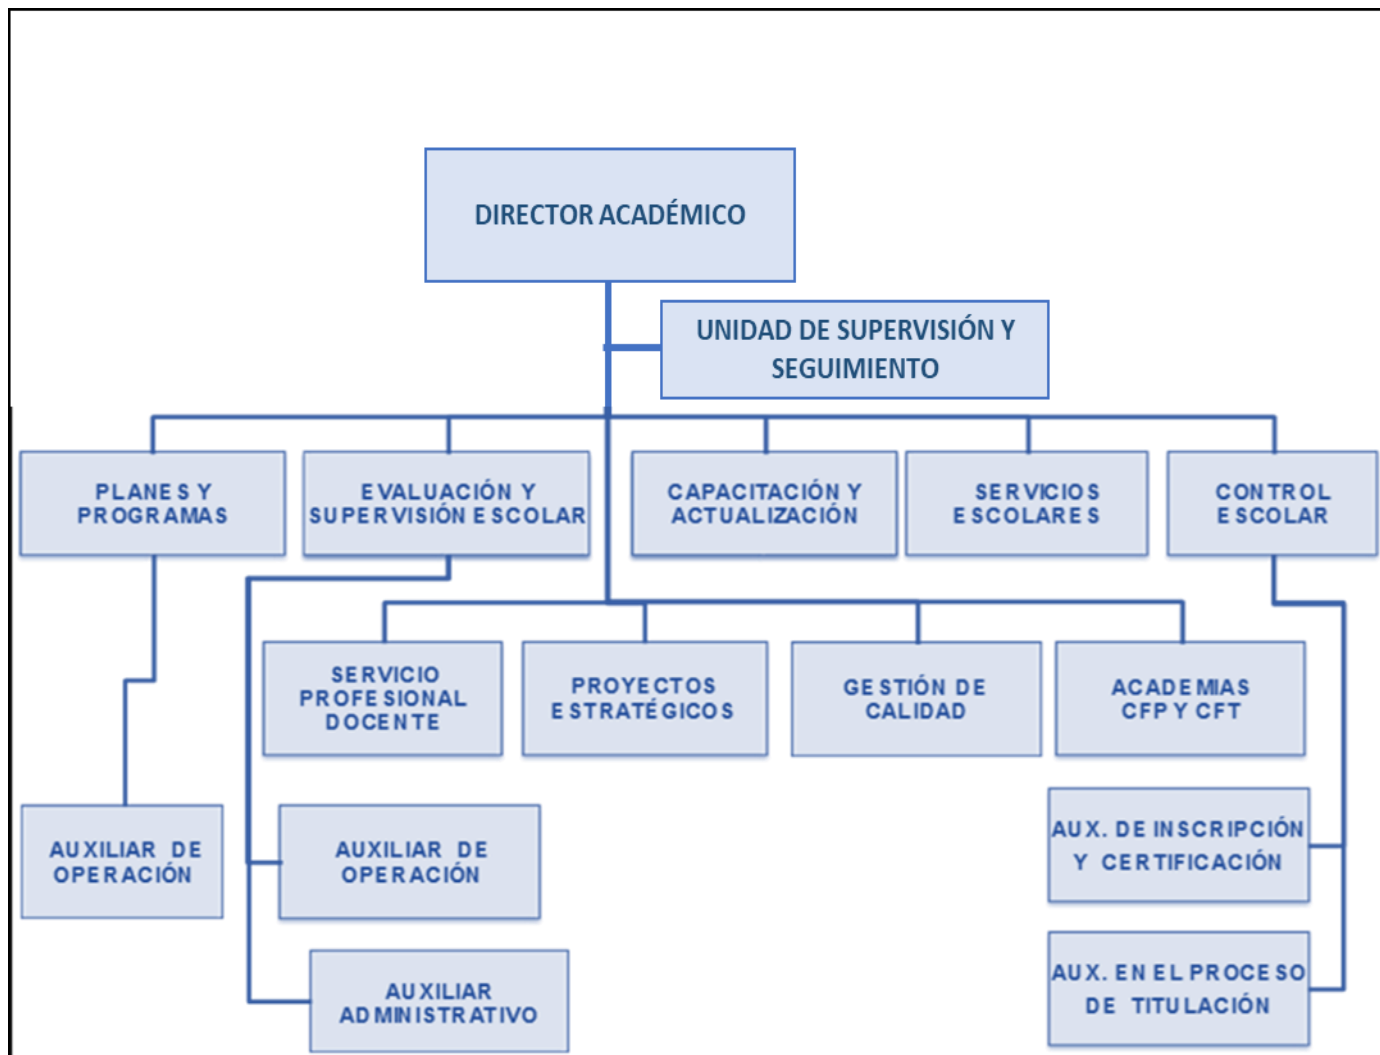 DIRECTOR ACADÉMICO
UNIDAD DE SUPERVISIÓN Y
SEGUIMIENTO
PLANES Y
PROGRAMAS
EVALUACIÓN Y
SUPERVISIÓN ESCOLAR
CAPACITACIÓN Y
ACTUALIZACIÓN
SERVICIOS
ESCOLARES
CONTROL
ESCOLAR
SERVICIO
PROFESIONAL
DOCENTE
PROYECTOS
ESTRATÉGICOS
GESTIÓN DE
CALIDAD
ACADEMIAS
CFP Y CFT
AUXILIAR DE
OPERACIÓN
AUXILIAR DE
OPERACIÓN
AUX. DE INSCRIPCIÓN
Y CERTIFICACIÓN
AUXILIAR
ADMINISTRATIVO
AUX. EN EL PROCESO
DE TITULACIÓN